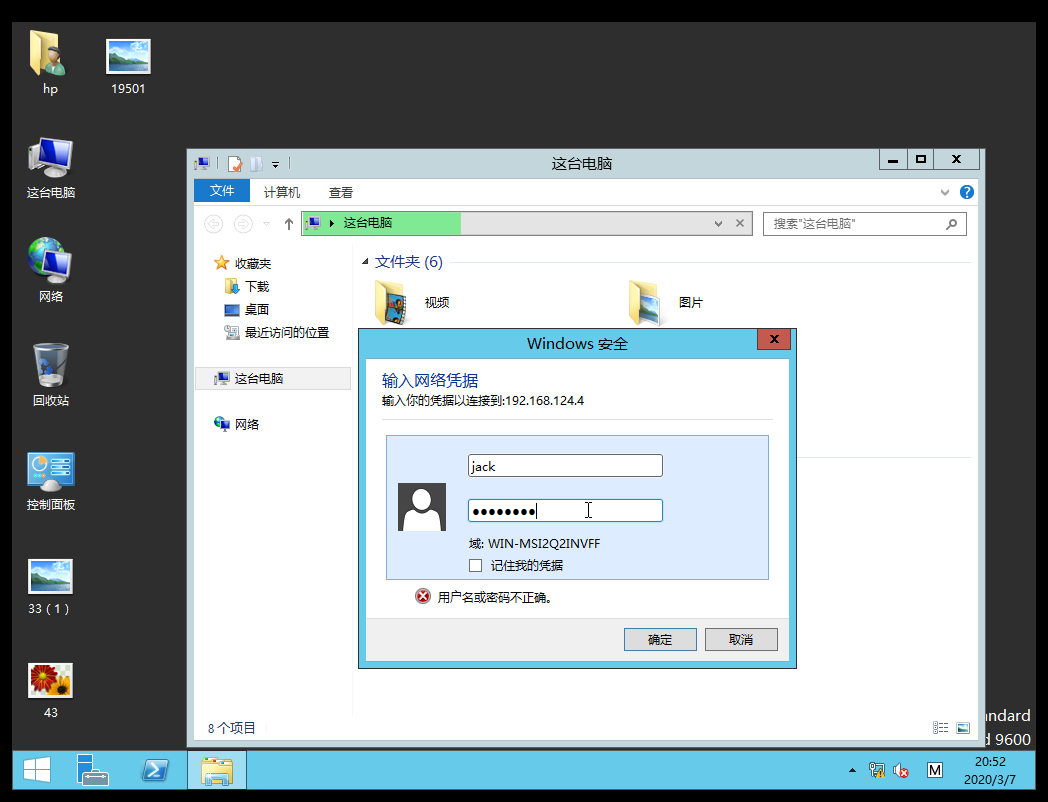 hp
19501
这台电脑
网络
回收站
控制面板
33（1）
43
这台电脑
文件
计算机
查看
这台电脑
搜索"这台电脑"
收藏夹
下载
桌面
最近访问的位置
这台电脑
网络
文件夹 (6)
视频
图片
Windows 安全
输入网络凭据
输入你的凭据以连接到:192.168.124.4
jack
●●●●●●●●
域: WIN-MSI2Q2INVFF
记住我的凭据
用户名或密码不正确。
确定
取消
8 个项目
9600
M
20:52
2020/3/7